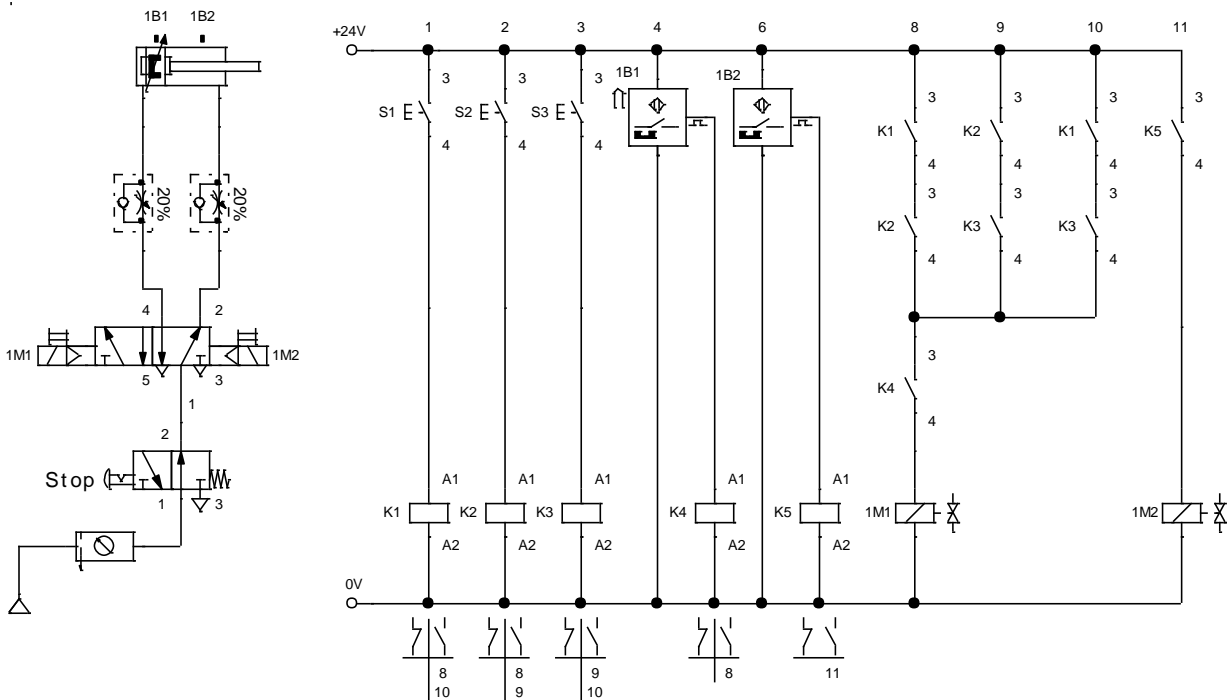 1B1 1B2
20% 20%
4 2
1M1 1M2
5 3
1
2
Stop
1 3
1 2 3 4 6 8 9 10 11
+24V
1B1 1B2
3 3 3
S1 S2 S3
4 4 4
3 3 3 3
K1 K2 K1 K5
4 4 4 4
3 3 3
K2 K3 K3
4 4 4
3
K4
4
A1 A1 A1 A1 A1
K1 K2 K3 K4 K5 1M1 1M2
A2 A2 A2 A2 A2
0V
8 8 9 8 11
10 9 10